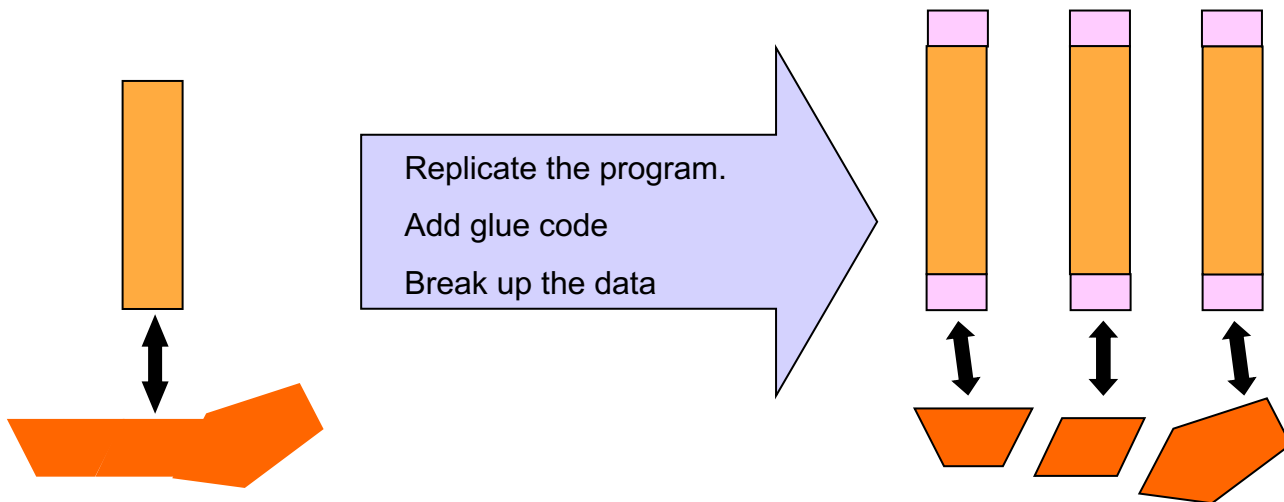 Replicate the program.
Add glue code
Break up the data